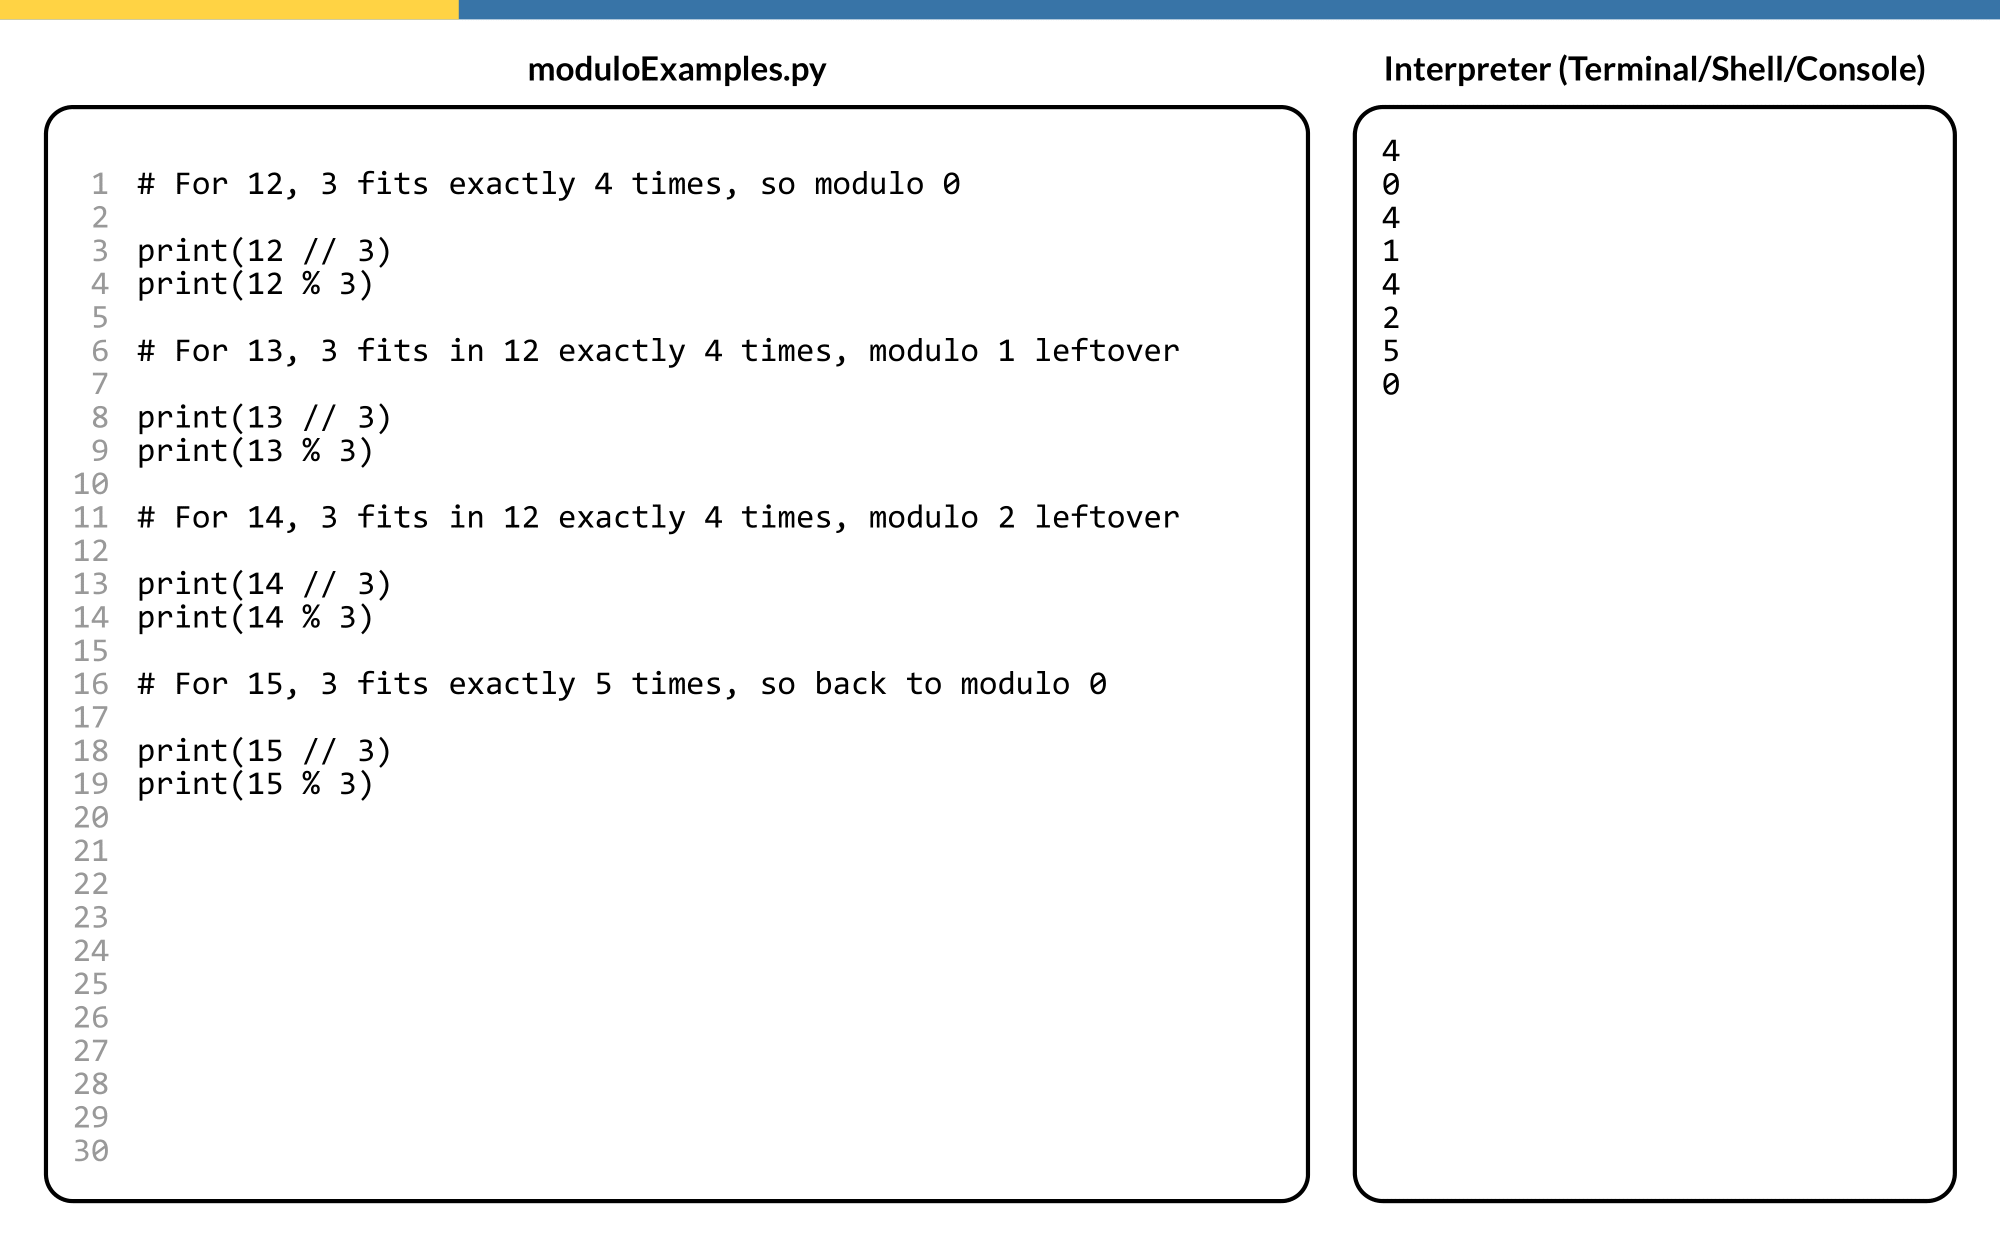 moduloExamples.py
1 # For 12, 3 fits exactly 4 times, so modulo 0
2
3 print(12 // 3)
4 print(12 % 3)
5
6 # For 13, 3 fits in 12 exactly 4 times, modulo 1 leftover
7
8 print(13 // 3)
9 print(13 % 3)
10
11 # For 14, 3 fits in 12 exactly 4 times, modulo 2 leftover
12
13 print(14 // 3)
14 print(14 % 3)
15
16 # For 15, 3 fits exactly 5 times, so back to modulo 0
17
18 print(15 // 3)
19 print(15 % 3)
20
21
22
23
24
25
26
27
28
29
30
Interpreter (Terminal/Shell/Console)
4
0
4
1
4
2
5
0